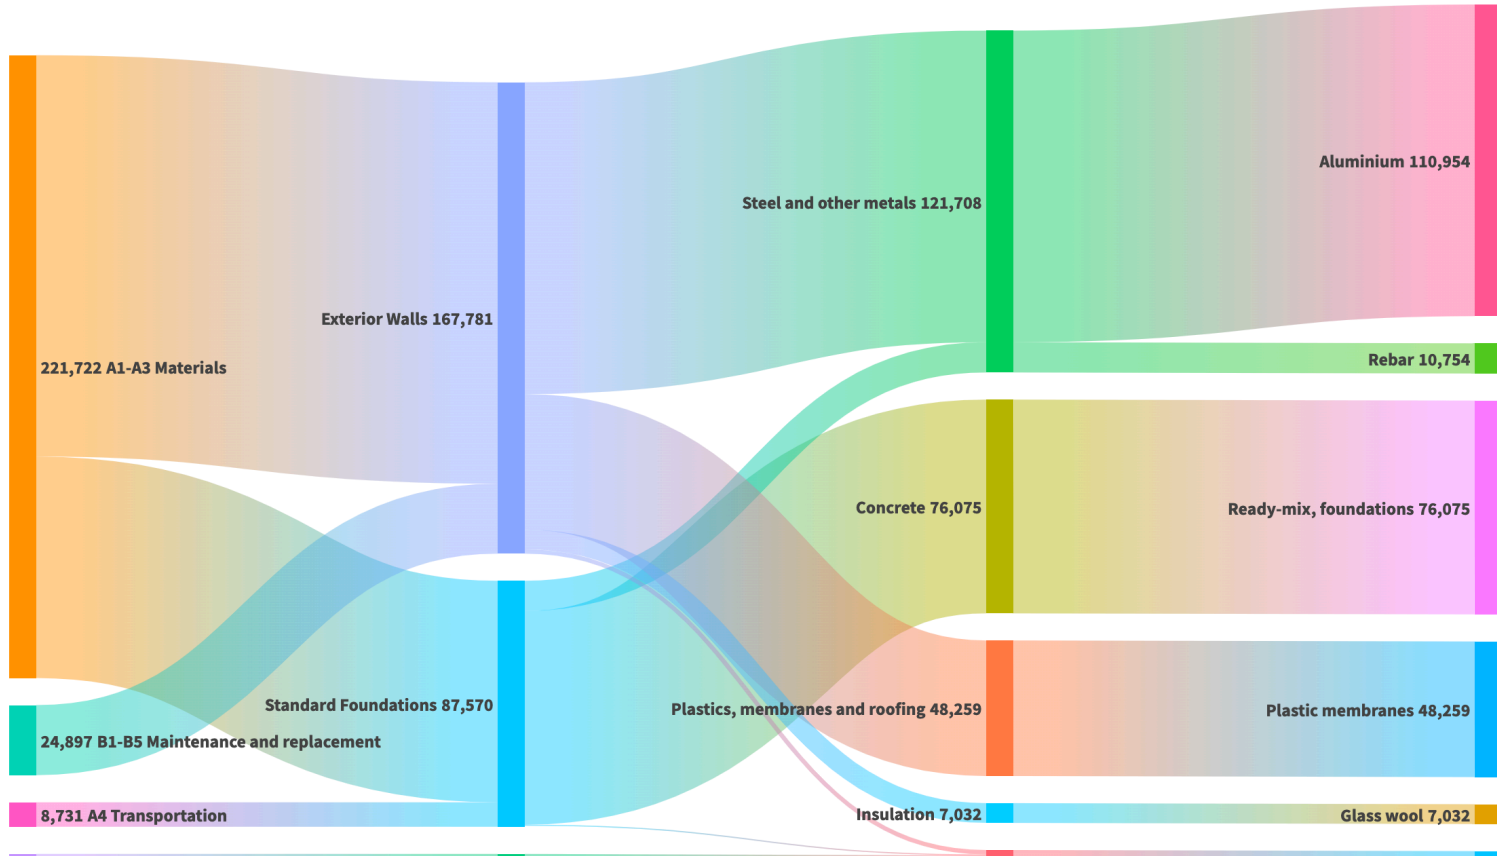 Aluminium 110,954
Steel and other metals 121,708
Exterior Walls 167,781
Rebar 10,754
221,722 A1-A3 Materials
Concrete 76,075
Ready-mix, foundations 76,075
Standard Foundations 87,570
Plastics, membranes and roofing 48,259
Plastic membranes 48,259
24,897 B1-B5 Maintenance and replacement
8,731 A4 Transportation
Insulation 7,032
Glass wool 7,032